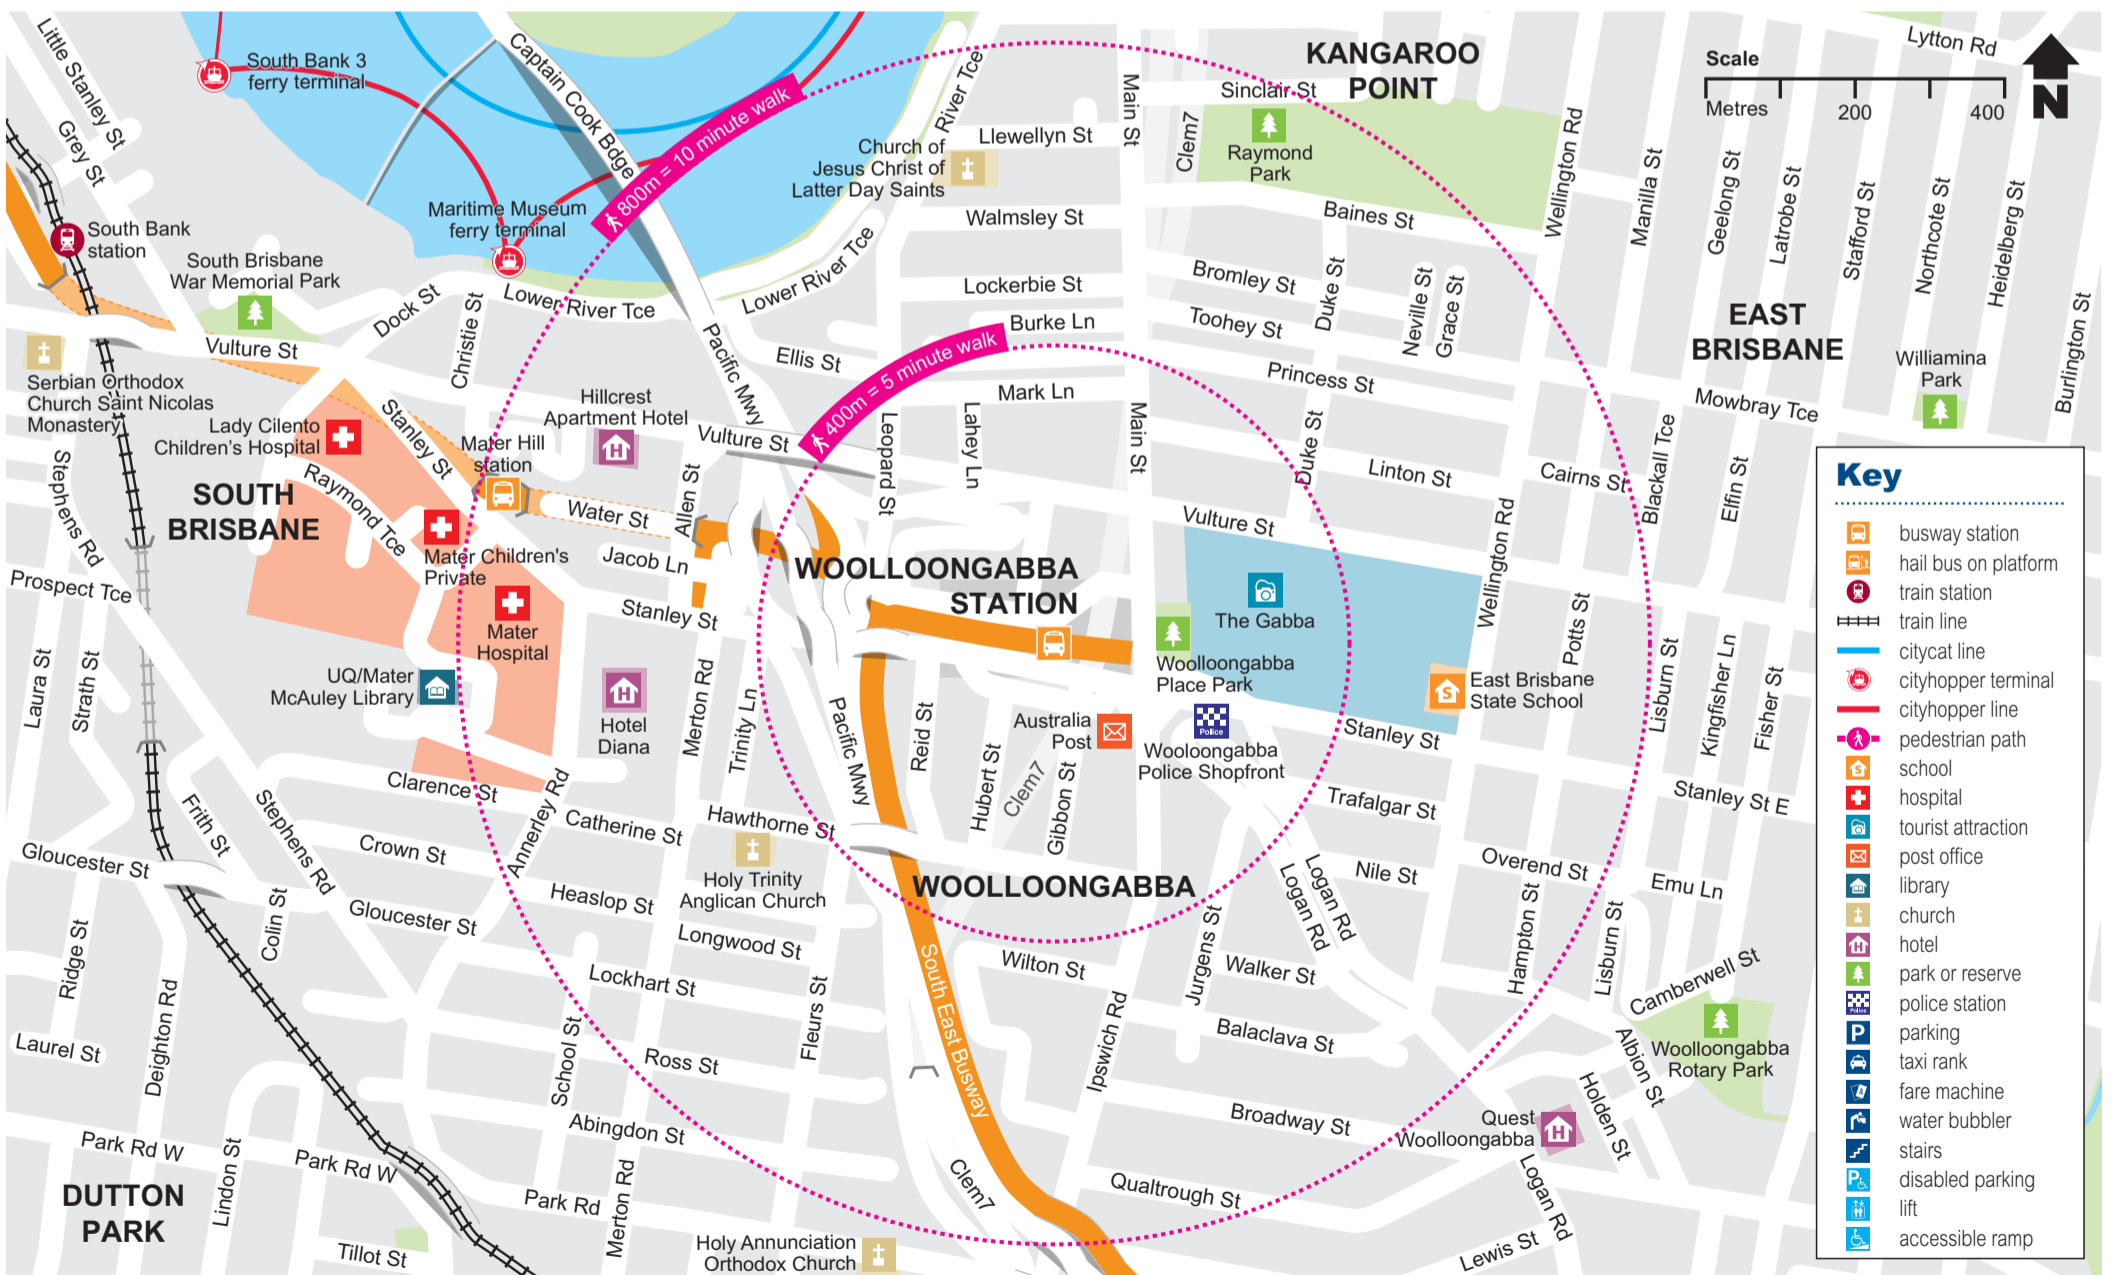 Little Stanley St
Grey St
South Bank 3
ferry terminal
Captain Cook Bdge
River Tce
Main St
Clem7
KANGAROO
POINT
Sinclair St
Raymond
Park
Lytton Rd
Scale
Metres
200
400
N
800m = 10 minute walk
Llewellyn St
Church of
Jesus Christ of
Latter Day Saints
Walmsley St
Baines St
Wellington Rd
Manilla St
Geelong St
Latrobe St
Stafford St
Northcote St
Heidelberg St
Burlington St
South Bank
station
South Brisbane
War Memorial Park
Maritime Museum
ferry terminal
Lower River Tce
Lower River Tce
Dock St
Christie St
Vulture St
Lockerbie St
Bromley St
Toohey St
Duke St
Neville St
Grace St
EAST
BRISBANE
Williamina
Park
Burke Ln
Pacific Mwy
Ellis St
400m = 5 minute walk
Mark Ln
Princess St
Mowbray Tce
Serbian Orthodox
Church Saint Nicolas
Monastery
Lady Cilento
Children's Hospital
Stanley St
Hillcrest
Apartment Hotel
Mater Hill
station
Vulture St
Leopard St
Lahey Ln
Main St
Duke St
Linton St
Cairns St
Blackall Tce
Elfin St
Stephens Rd
SOUTH
BRISBANE
Raymond Tce
Water St
Allen St
Vulture St
Wellington Rd
Mater Children's
Private
Jacob Ln
WOOLLOONGABBA
STATION
The Gabba
Prospect Tce
Mater
Hospital
Stanley St
Woolloongabba
Place Park
East Brisbane
State School
Potts St
Lisburn St
Kingfisher Ln
Fisher St
Laura St
Strath St
UQ/Mater
McAuley Library
Hotel
Diana
Merton Rd
Trinity Ln
Pacific Mwy
Reid St
Hubert St
Clem7
Gibbon St
Australia
Post
Wooloongabba
Police Shopfront
Police
Stanley St
Stanley St E
Clarence St
Annerley Rd
Catherine St
Hawthorne St
Trafalgar St
Frith St
Stephens Rd
Crown St
Gloucester St
Holy Trinity
Anglican Church
WOOLLOONGABBA
Logan Rd
Logan Rd
Nile St
Overend St
Emu Ln
Heaslop St
Gloucester St
Colin St
Ridge St
Longwood St
Lockhart St
Fleurs St
South East Busway
Wilton St
Jurgens St
Walker St
Hampton St
Lisburn St
Camberwell St
Woolloongabba
Rotary Park
Laurel St
Deighton Rd
School St
Ross St
Ipswich Rd
Balaclava St
Albion St
Holden St
Abingdon St
Broadway St
Quest
Woolloongabba
Park Rd W
Park Rd W
Lindon St
DUTTON
PARK
Park Rd
Merton Rd
Clem7
Qualtrough St
Logan Rd
Lewis St
Tillot St
Holy Annunciation
Orthodox Church
Key
busway station
hail bus on platform
train station
train line
citycat line
cityhopper terminal
cityhopper line
pedestrian path
school
hospital
tourist attraction
post office
library
church
hotel
park or reserve
police station
parking
taxi rank
fare machine
water bubbler
stairs
disabled parking
lift
accessible ramp